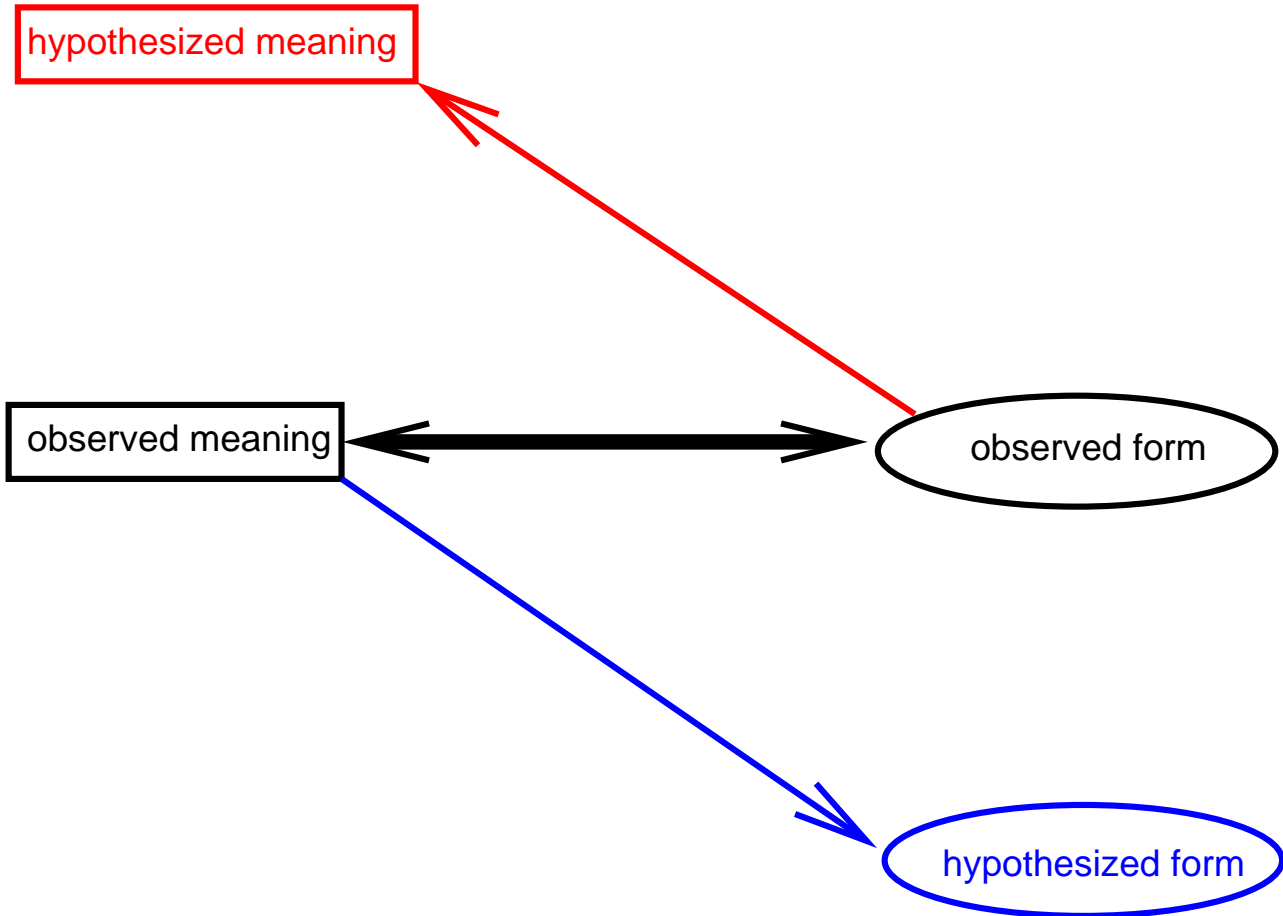 hypothesized meaning
observed meaning
observed form
hypothesized form